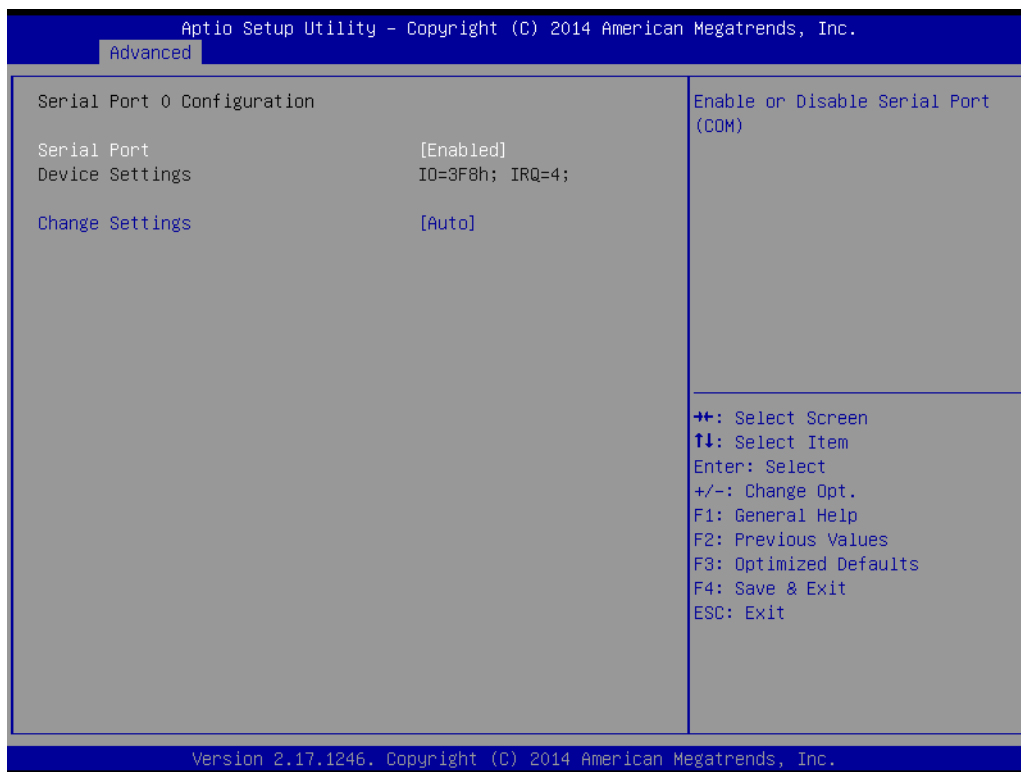 Aptio Setup Utility – Copyright (C) 2014 American Megatrends, Inc.
Advanced
Serial Port 0 Configuration
Serial Port [Enabled]
Device Settings IO=3F8h; IRQ=4;
Change Settings [Auto]
Enable or Disable Serial Port
(COM)
→←: Select Screen
↑↓: Select Item
Enter: Select
+/-: Change Opt.
F1: General Help
F2: Previous Values
F3: Optimized Defaults
F4: Save & Exit
ESC: Exit
Version 2.17.1246. Copyright (C) 2014 American Megatrends, Inc.